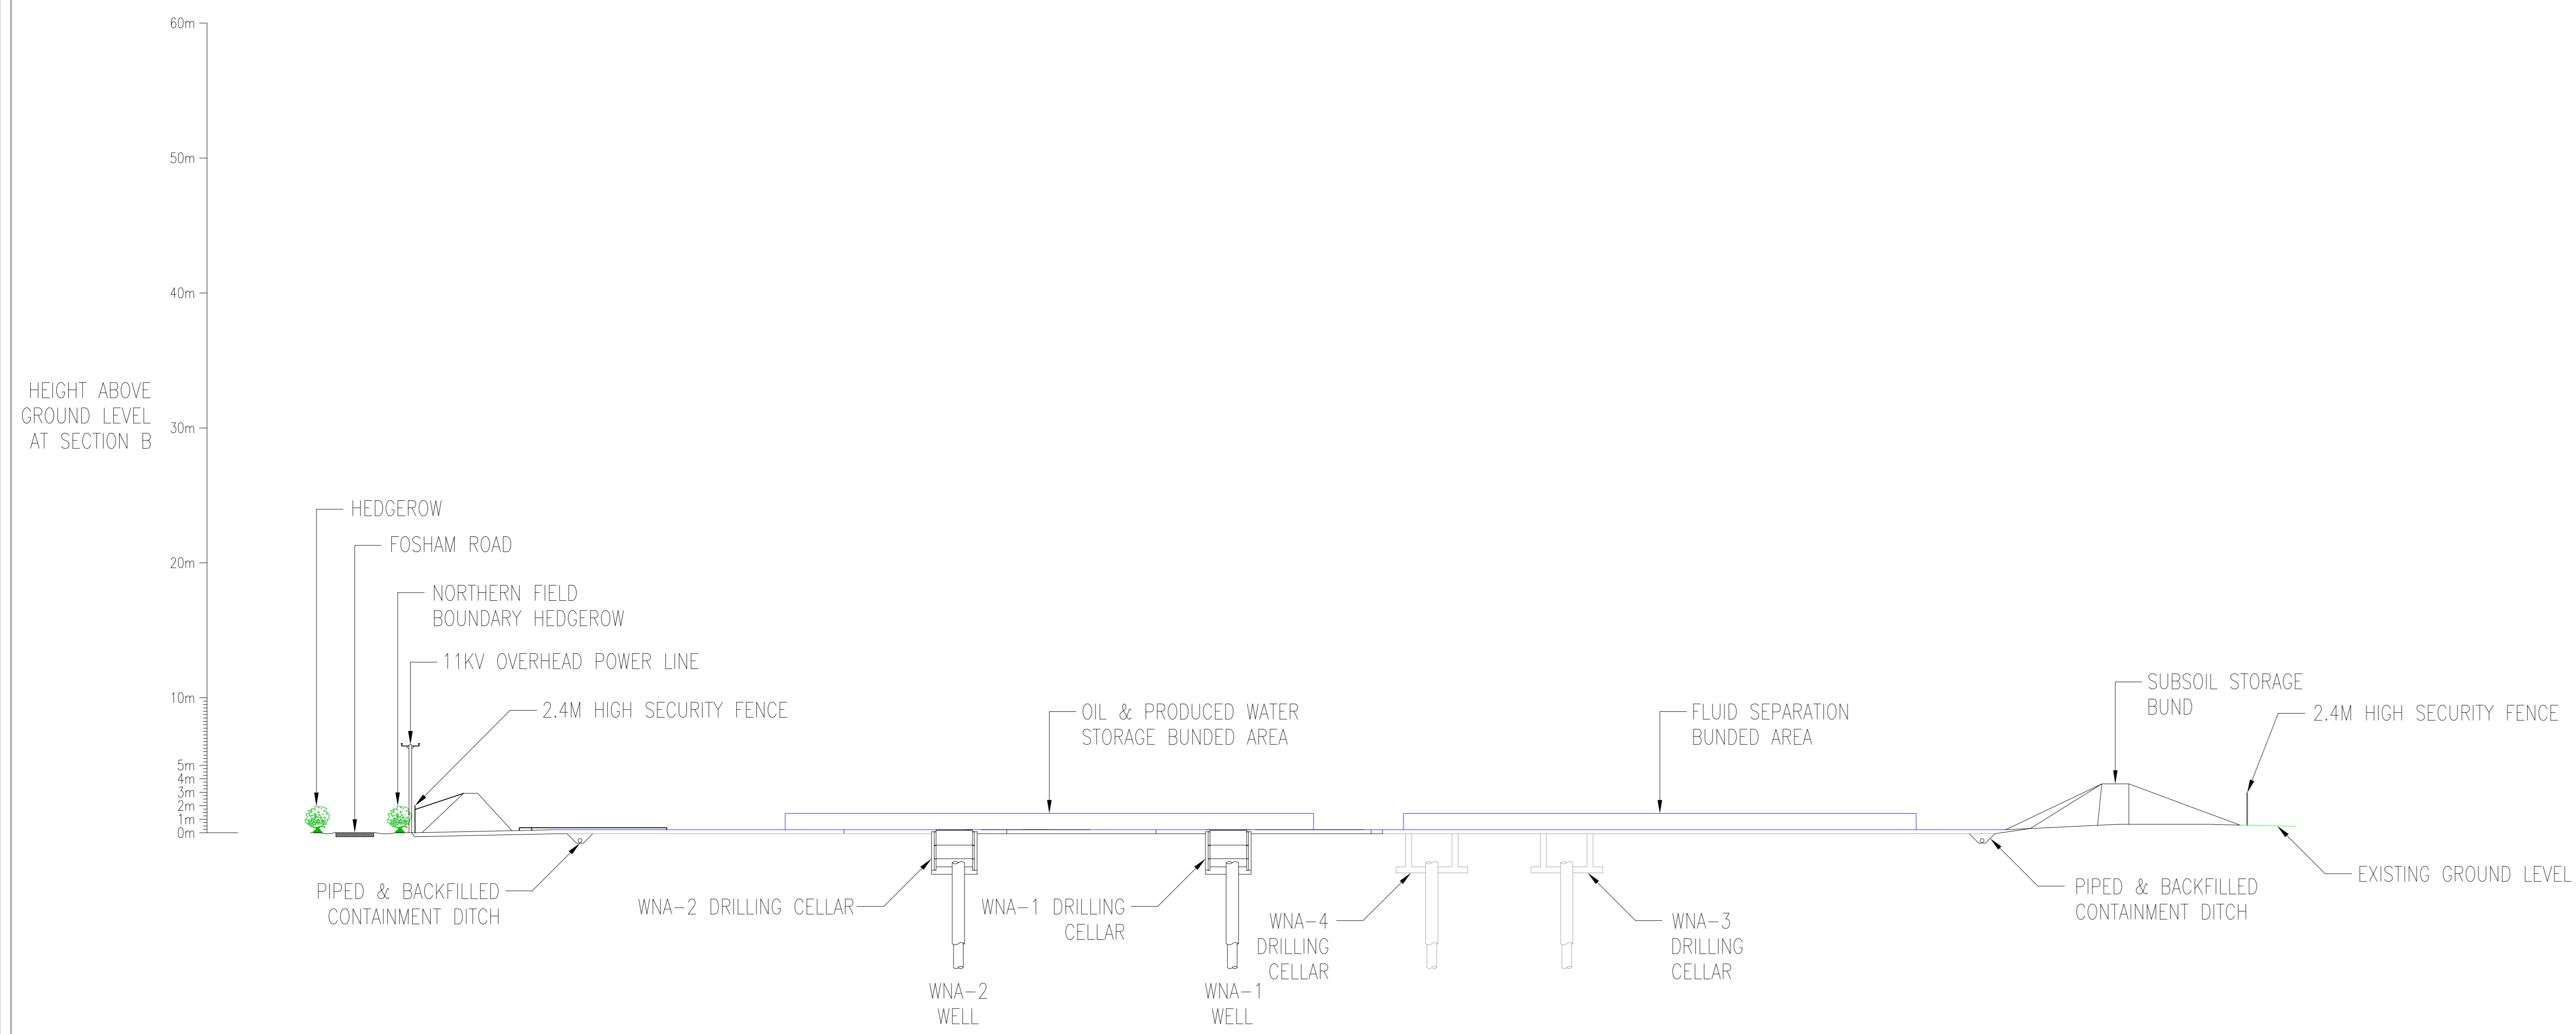 60m
50m
40m
30m
20m
10m
5m
4m
3m
2m
1m
0m
HEIGHT ABOVE
GROUND LEVEL
AT SECTION B
HEDGEROW
FOSHAM ROAD
NORTHERN FIELD
BOUNDARY HEDGEROW
11KV OVERHEAD POWER LINE
2.4M HIGH SECURITY FENCE
OIL & PRODUCED WATER
STORAGE BUNDED AREA
FLUID SEPARATION
BUNDED AREA
SUBSOIL STORAGE
BUND
2.4M HIGH SECURITY FENCE
PIPED & BACKFILLED
CONTAINMENT DITCH
WNA-2 DRILLING CELLAR
WNA-1 DRILLING
CELLAR
WNA-4
DRILLING
CELLAR
WNA-3
DRILLING
CELLAR
PIPED & BACKFILLED
CONTAINMENT DITCH
EXISTING GROUND LEVEL
WNA-2
WELL
WNA-1
WELL